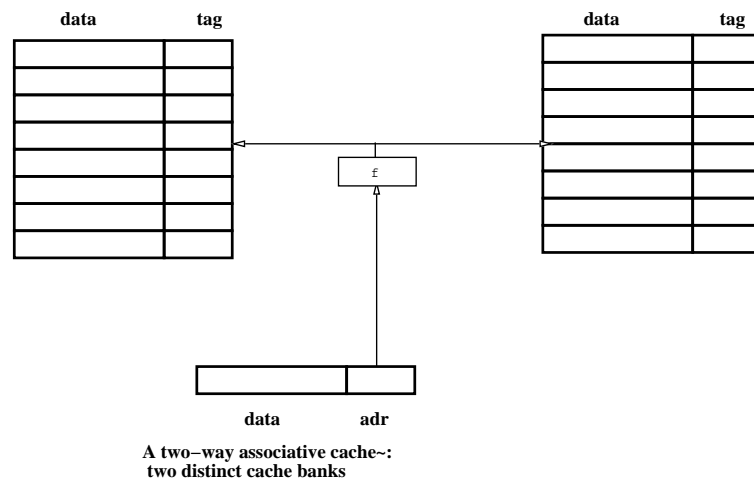 data tag
data tag
f
data adr
A two−way associative cache~:
two distinct cache banks